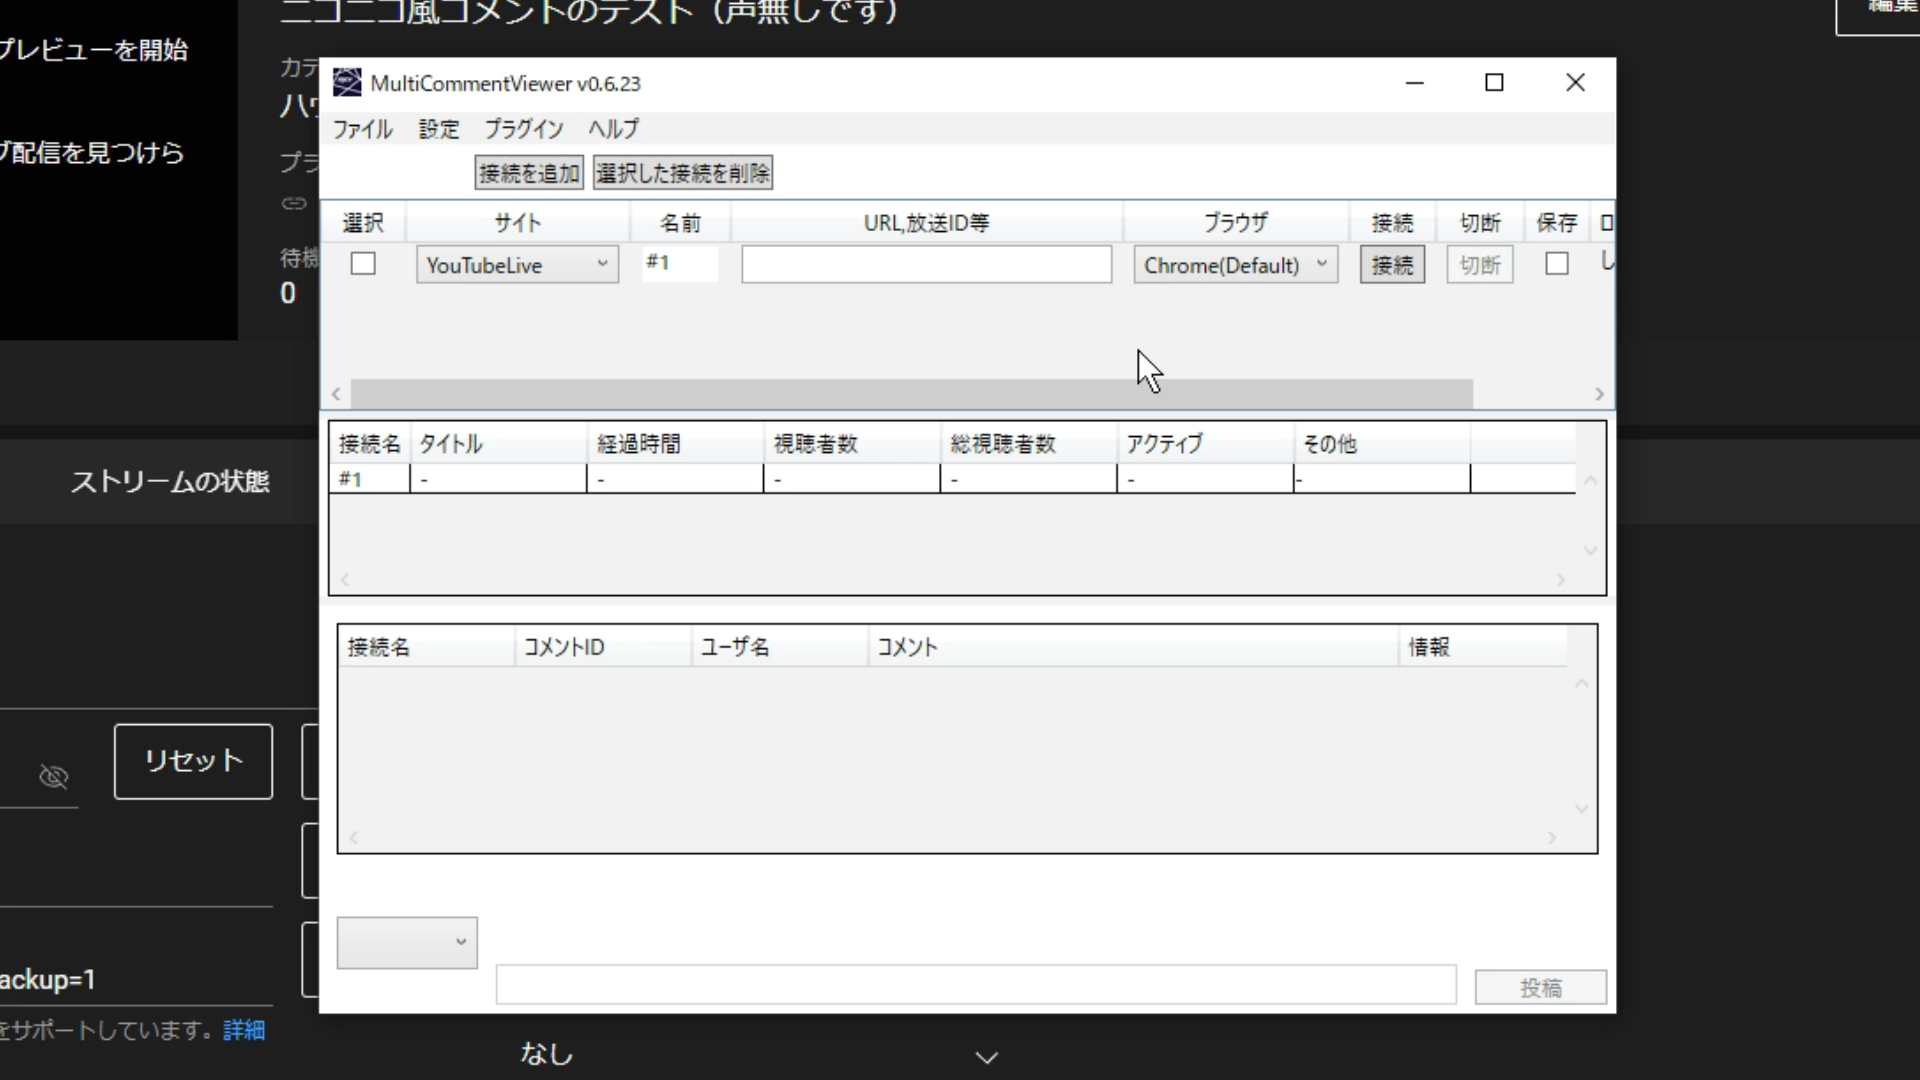 ニコニコ風コメントのテスト（声無しです）
編集
プレビューを開始
ブ配信を見つけら
カテ
ハウ
プラ
待機
0
MultiCommentViewer v0.6.23
ファイル 設定 プラグイン ヘルプ
接続を追加 選択した接続を削除
選択 サイト 名前 URL,放送ID等 ブラウザ 接続 切断 保存 ロ
YouTubeLive #1 Chrome(Default) 接続 切断 し
接続名 タイトル 経過時間 視聴者数 総視聴者数 アクティブ その他
#1 - - - - - -
ストリームの状態
接続名 コメントID ユーザ名 コメント 情報
リセット
ackup=1
をサポートしています。詳細
投稿
なし